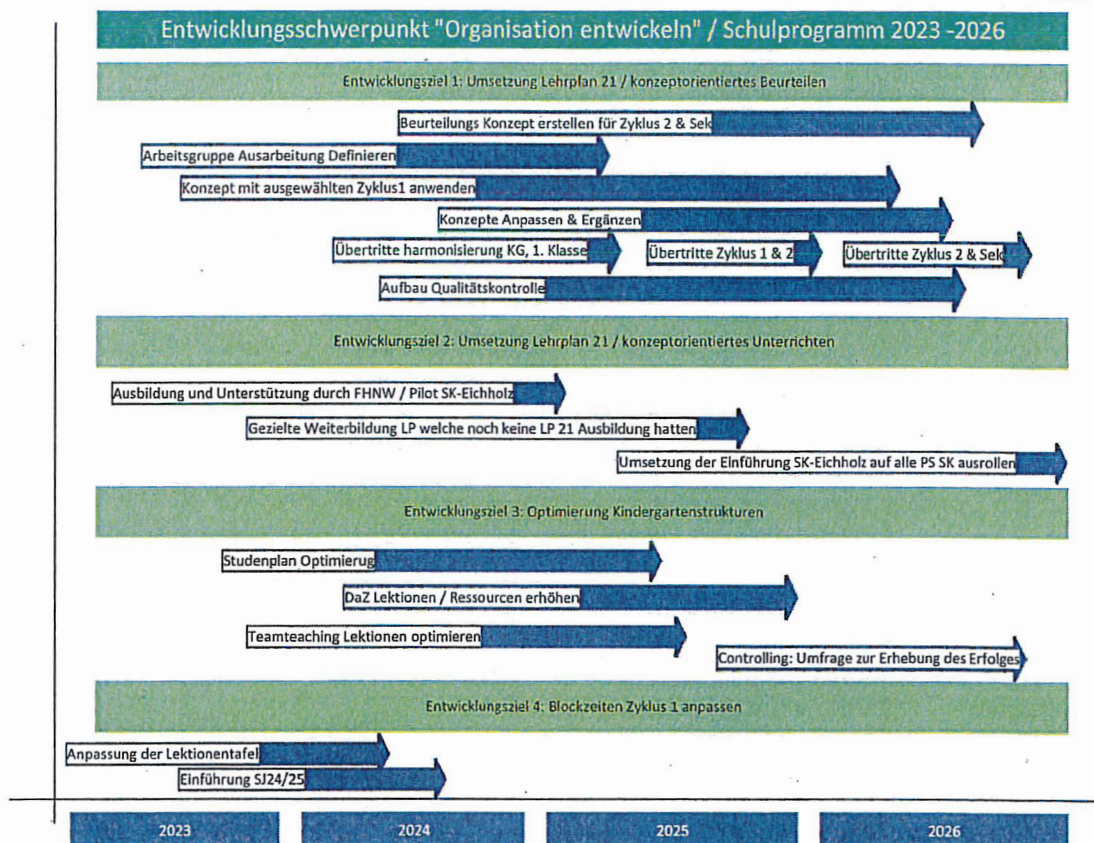 Entwicklungsschwerpunkt "Organisation entwickeln" / Schulprogramm 2023 -2026
Entwicklungsziel 1: Umsetzung Lehrplan 21 / konzeptorientiertes Beurteilen
Beurteilungs Konzept erstellen für Zyklus 2 & Sek
Arbeitsgruppe Ausarbeitung Definieren
Konzept mit ausgewählten Zyklus1 anwenden
Konzepte Anpassen & Ergänzen
Übertritte harmonisierung KG, 1. Klasse
Übertritte Zyklus 1 & 2
Übertritte Zyklus 2 & Sek
Aufbau Qualitätskontrolle
Entwicklungsziel 2: Umsetzung Lehrplan 21 / konzeptorientiertes Unterrichten
Ausbildung und Unterstützung durch FHNW / Pilot SK-Eichholz
Gezielte Weiterbildung LP welche noch keine LP 21 Ausbildung hatten
Umsetzung der Einführung SK-Eichholz auf alle PS SK ausrollen
Entwicklungsziel 3: Optimierung Kindergartenstrukturen
Studenplan Optimierug
DaZ Lektionen / Ressourcen erhöhen
Teamteaching Lektionen optimieren
Controlling: Umfrage zur Erhebung des Erfolges
Entwicklungsziel 4: Blockzeiten Zyklus 1 anpassen
Anpassung der Lektionentafel
Einführung SJ24/25
2023
2024
2025
2026